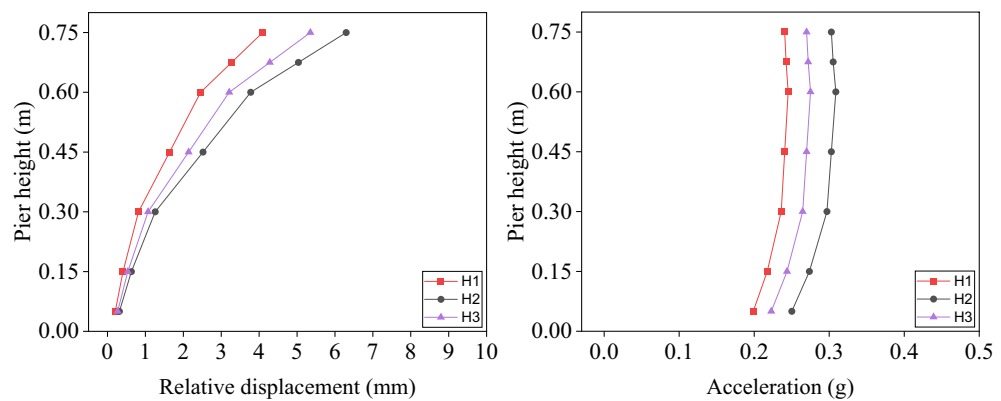 Pier height (m)
0.75
0.60
0.45
0.30
0.15
0.00
H1
H2
H3
0 1 2 3 4 5 6 7 8 9 10
Relative displacement (mm)
Pier height (m)
0.75
0.60
0.45
0.30
0.15
0.00
H1
H2
H3
0.0 0.1 0.2 0.3 0.4 0.5
Acceleration (g)